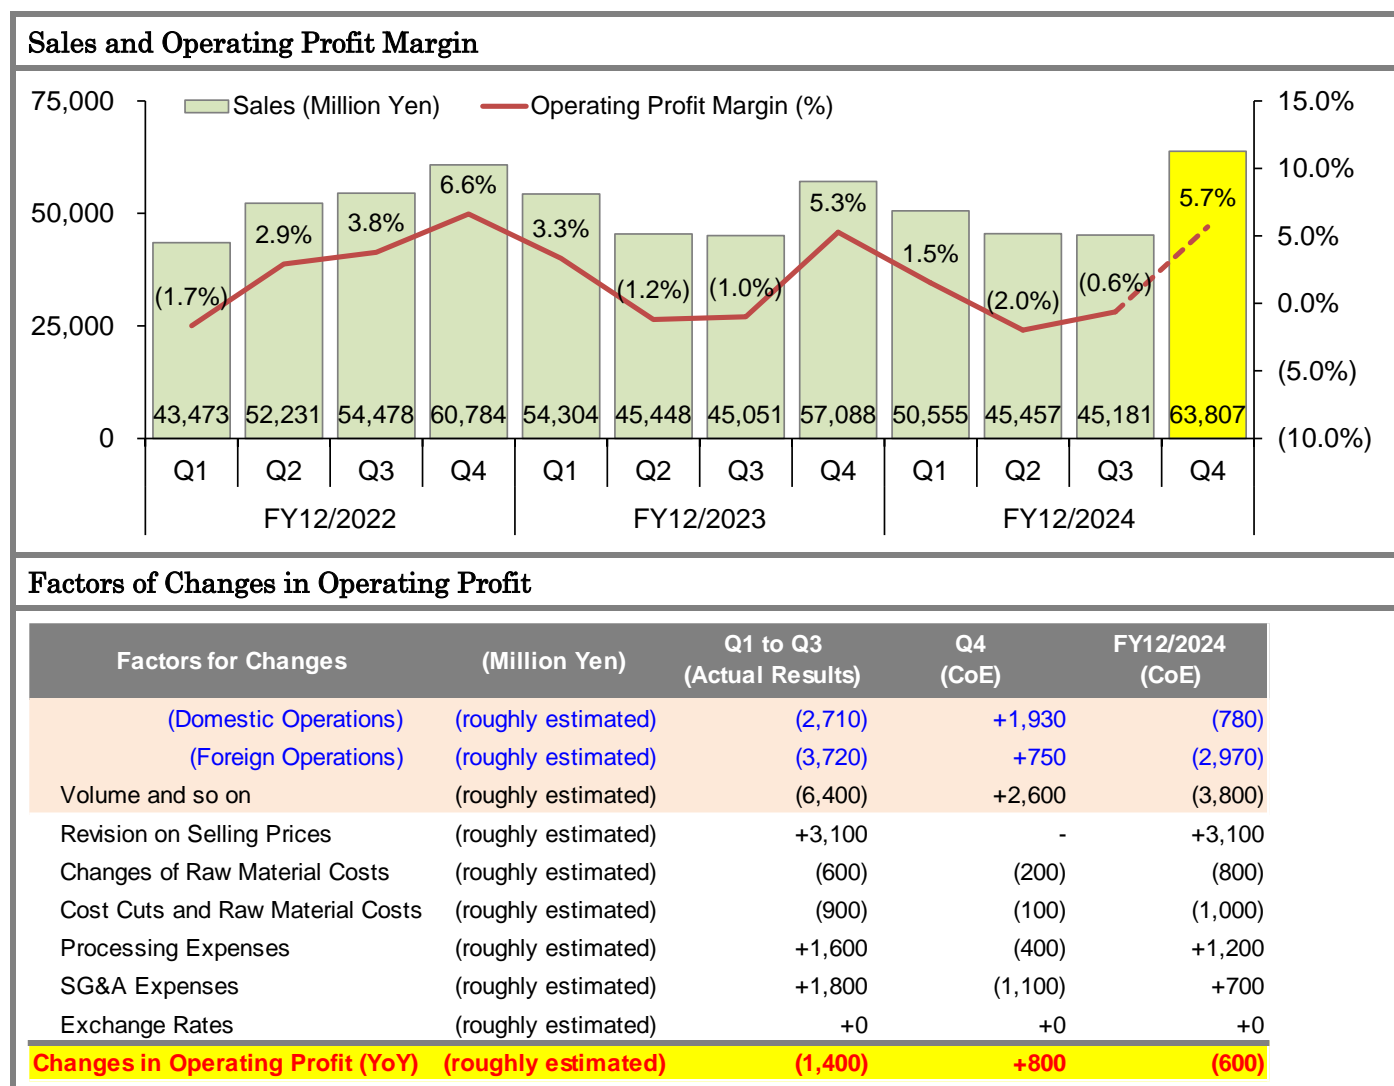 Sales and Operating Profit Margin
75,000 Sales (Million Yen) Operating Profit Margin (%) 15.0%
10.0%
50,000
5.0%
25,000
0.0%
(5.0%)
0
(10.0%)
(1.7%) 2.9% 3.8% 6.6% 3.3% (1.2%) (1.0%) 5.3% 1.5% (2.0%) (0.6%) 5.7%
43,473 52,231 54,478 60,784 54,304 45,448 45,051 57,088 50,555 45,457 45,181 63,807
Q1 Q2 Q3 Q4 Q1 Q2 Q3 Q4 Q1 Q2 Q3 Q4
FY12/2022 FY12/2023 FY12/2024
Factors of Changes in Operating Profit
Factors for Changes (Million Yen) Q1 to Q3 (Actual Results) Q4 (CoE) FY12/2024 (CoE)
(Domestic Operations) (roughly estimated) (2,710) +1,930 (780)
(Foreign Operations) (roughly estimated) (3,720) +750 (2,970)
Volume and so on (roughly estimated) (6,400) +2,600 (3,800)
Revision on Selling Prices (roughly estimated) +3,100 - +3,100
Changes of Raw Material Costs (roughly estimated) (600) (200) (800)
Cost Cuts and Raw Material Costs (roughly estimated) (900) (100) (1,000)
Processing Expenses (roughly estimated) +1,600 (400) +1,200
SG&A Expenses (roughly estimated) +1,800 (1,100) +700
Exchange Rates (roughly estimated) +0 +0 +0
Changes in Operating Profit (YoY) (roughly estimated) (1,400) +800 (600)